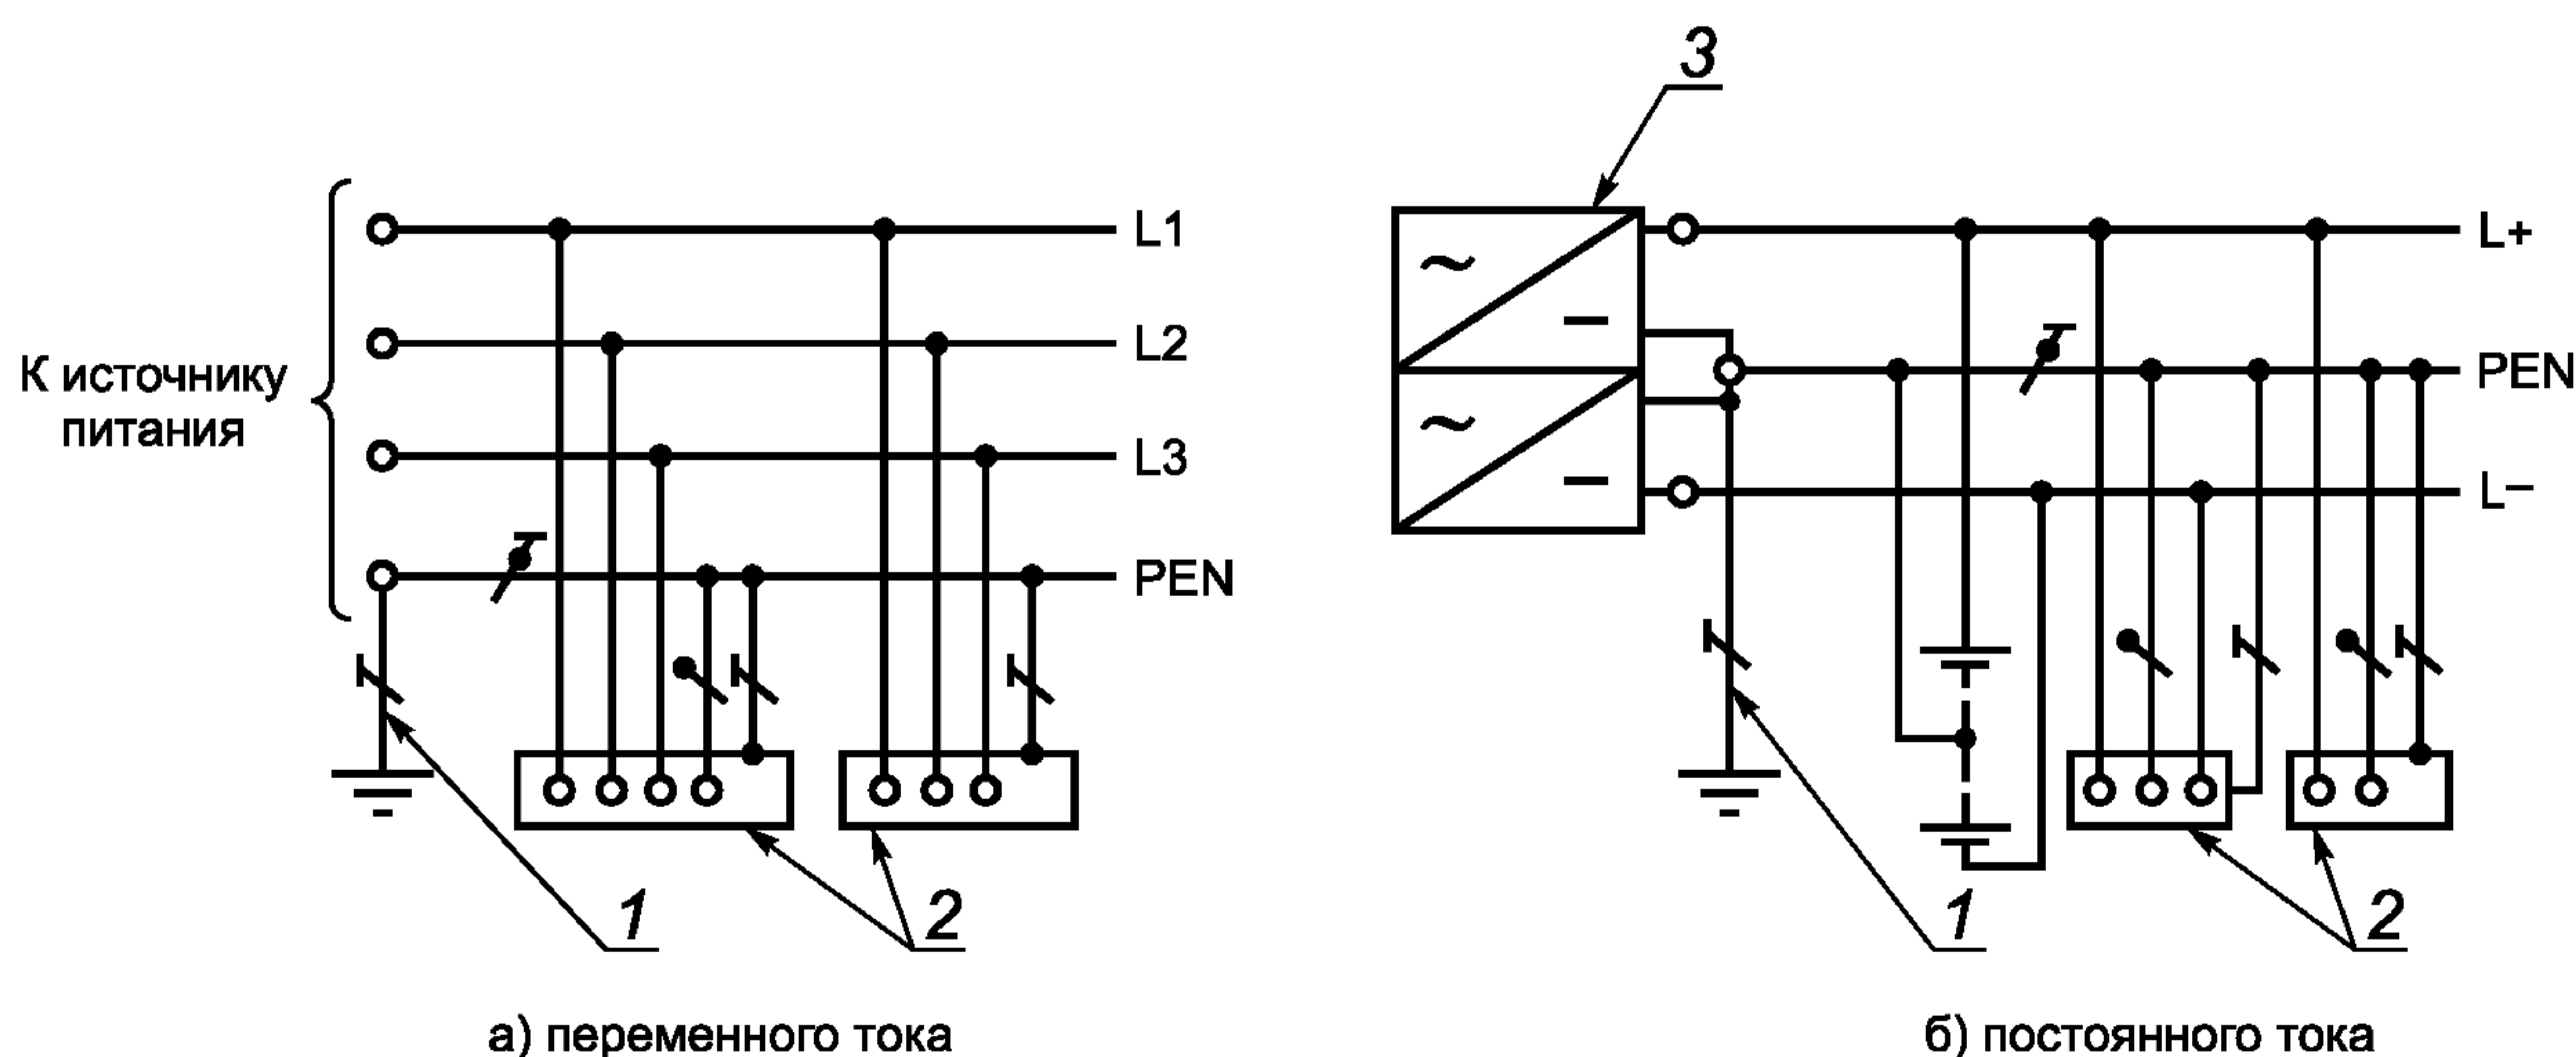 3
L1
L2
L3
PEN
К источнику
питания
1
2
а) переменного тока
~
–
~
–
L+
PEN
L–
1
2
б) постоянного тока